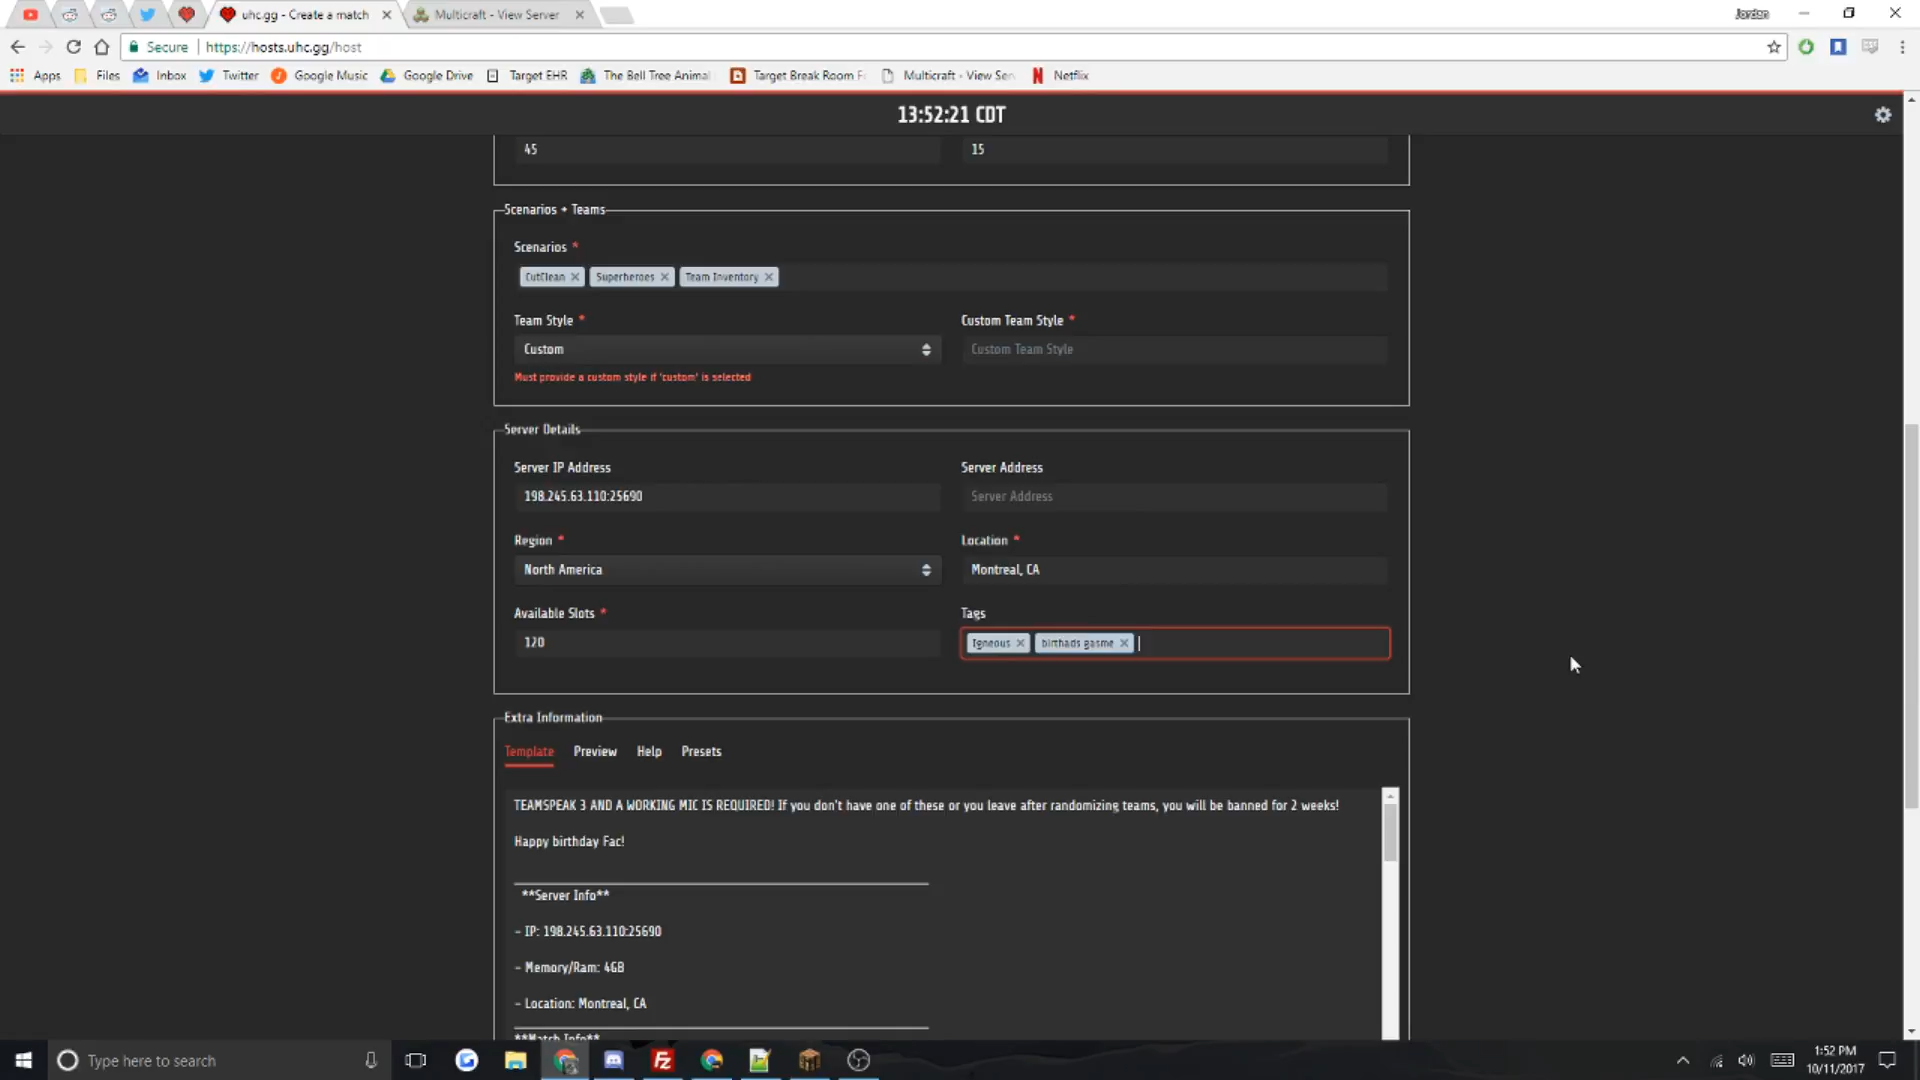 uhc.gg - Create a match
Multicraft - View Server
Jordan
Secure
https://hosts.uhc.gg/host
Apps
Files
Inbox
Twitter
Google Music
Google Drive
Target EHR
The Bell Tree Animal
Target Break Room F
Multicraft - View Ser
Netflix
13:52:21 CDT
45
15
Scenarios + Teams
Scenarios *
CutClean
Superheroes
Team Inventory
Team Style *
Custom Team Style *
Custom
Custom Team Style
Must provide a custom style if 'custom' is selected
Server Details
Server IP Address
Server Address
198.245.63.110:25690
Server Address
Region *
Location *
North America
Montreal, CA
Available Slots *
Tags
120
Igneous
birthads gasme
Extra Information
Template
Preview
Help
Presets
TEAMSPEAK 3 AND A WORKING MIC IS REQUIRED! If you don't have one of these or you leave after randomizing teams, you will be banned for 2 weeks!
Happy birthday Fac!
**Server Info**
- IP: 198.245.63.110:25690
- Memory/Ram: 4GB
- Location: Montreal, CA
**Match Info**
Type here to search
1:52 PM
10/11/2017